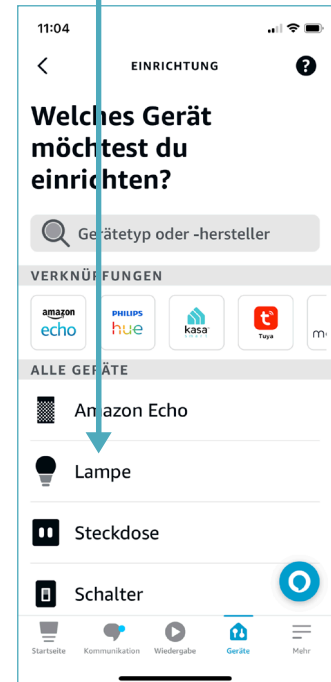 11:04
EINRICHTUNG
?
Welches Gerät
möchtest du
einrichten?
Gerätetyp oder -hersteller
VERKNÜPFUNGEN
amazon
echo
PHILIPS
hue
kasa
smart
t
Tuya
m
ALLE GERÄTE
Amazon Echo
Lampe
Steckdose
Schalter
Startseite Kommunikation Wiedergabe Geräte Mehr